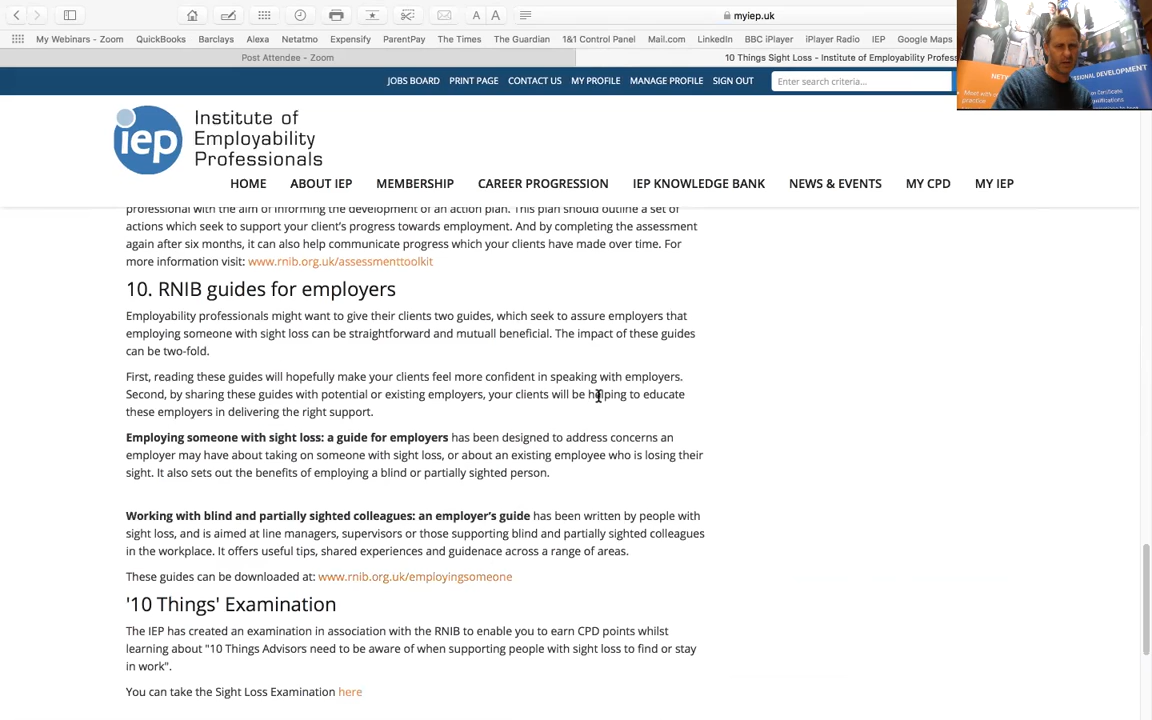 myiep.uk
My Webinars - Zoom QuickBooks Barclays Alexa Netatmo Expensify ParentPay The Times The Guardian 1&1 Control Panel Mail.com LinkedIn BBC iPlayer iPlayer Radio IEP Google Maps
Post Attendee - Zoom
10 Things Sight Loss - Institute of Employability Profess
JOBS BOARD PRINT PAGE CONTACT US MY PROFILE MANAGE PROFILE SIGN OUT Enter search criteria...
iep
Institute of
Employability
Professionals
HOME ABOUT IEP MEMBERSHIP CAREER PROGRESSION IEP KNOWLEDGE BANK NEWS & EVENTS MY CPD MY IEP
professional with the aim of informing the development of an action plan. This plan should outline a set of
actions which seek to support your client's progress towards employment. And by completing the assessment
again after six months, it can also help communicate progress which your clients have made over time. For
more information visit: www.rnib.org.uk/assessmenttoolkit
10. RNIB guides for employers
Employability professionals might want to give their clients two guides, which seek to assure employers that
employing someone with sight loss can be straightforward and mutuall beneficial. The impact of these guides
can be two-fold.
First, reading these guides will hopefully make your clients feel more confident in speaking with employers.
Second, by sharing these guides with potential or existing employers, your clients will be helping to educate
these employers in delivering the right support.
Employing someone with sight loss: a guide for employers has been designed to address concerns an
employer may have about taking on someone with sight loss, or about an existing employee who is losing their
sight. It also sets out the benefits of employing a blind or partially sighted person.
Working with blind and partially sighted colleagues: an employer's guide has been written by people with
sight loss, and is aimed at line managers, supervisors or those supporting blind and partially sighted colleagues
in the workplace. It offers useful tips, shared experiences and guidenace across a range of areas.
These guides can be downloaded at: www.rnib.org.uk/employingsomeone
'10 Things' Examination
The IEP has created an examination in association with the RNIB to enable you to earn CPD points whilst
learning about "10 Things Advisors need to be aware of when supporting people with sight loss to find or stay
in work".
You can take the Sight Loss Examination here